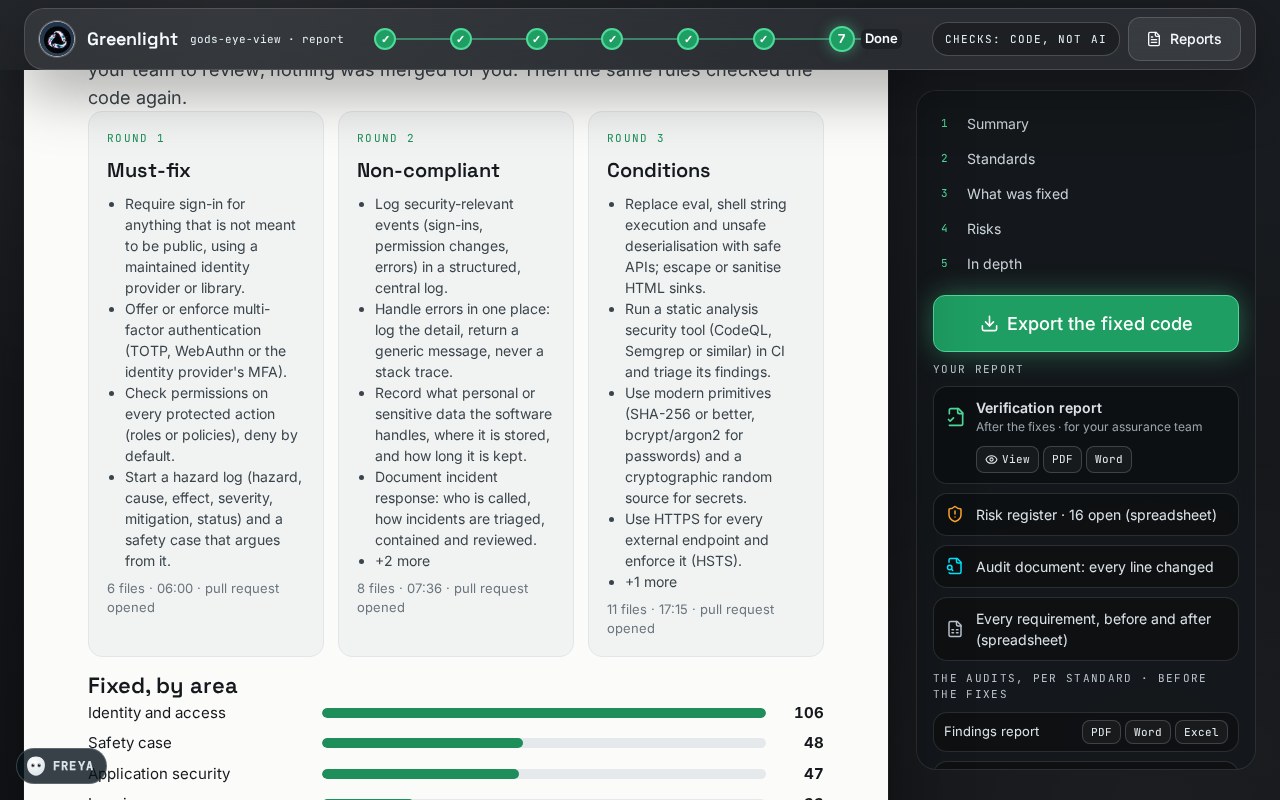 Greenlight gods-eye-view · report
7 Done
CHECKS: CODE, NOT AI
Reports
your team to review; nothing was merged for you. Then the same rules checked the
code again.
ROUND 1
Must-fix
Require sign-in for
anything that is not meant
to be public, using a
maintained identity
provider or library.
Offer or enforce multi-
factor authentication
(TOTP, WebAuthn or the
identity provider's MFA).
Check permissions on
every protected action
(roles or policies), deny by
default.
Start a hazard log (hazard,
cause, effect, severity,
mitigation, status) and a
safety case that argues
from it.
6 files · 06:00 · pull request
opened
ROUND 2
Non-compliant
Log security-relevant
events (sign-ins,
permission changes,
errors) in a structured,
central log.
Handle errors in one place:
log the detail, return a
generic message, never a
stack trace.
Record what personal or
sensitive data the software
handles, where it is stored,
and how long it is kept.
Document incident
response: who is called,
how incidents are triaged,
contained and reviewed.
+2 more
8 files · 07:36 · pull request
opened
ROUND 3
Conditions
Replace eval, shell string
execution and unsafe
deserialisation with safe
APIs; escape or sanitise
HTML sinks.
Run a static analysis
security tool (CodeQL,
Semgrep or similar) in CI
and triage its findings.
Use modern primitives
(SHA-256 or better,
bcrypt/argon2 for
passwords) and a
cryptographic random
source for secrets.
Use HTTPS for every
external endpoint and
enforce it (HSTS).
+1 more
11 files · 17:15 · pull request
opened
Fixed, by area
Identity and access 106
Safety case 48
Application security 47
FREYA
1 Summary
2 Standards
3 What was fixed
4 Risks
5 In depth
Export the fixed code
YOUR REPORT
Verification report
After the fixes · for your assurance team
View PDF Word
Risk register · 16 open (spreadsheet)
Audit document: every line changed
Every requirement, before and after
(spreadsheet)
THE AUDITS, PER STANDARD · BEFORE
THE FIXES
Findings report PDF Word Excel